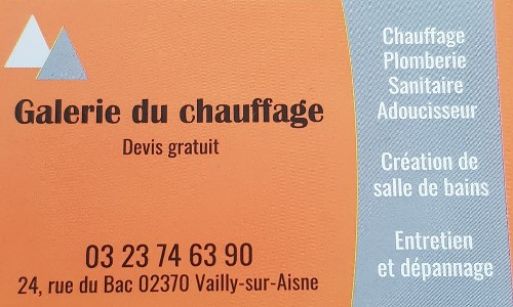 Galerie du chauffage
Devis gratuit
03 23 74 63 90
24, rue du Bac 02370 Vailly-sur-Aisne
Chauffage
Plomberie
Sanitaire
Adoucisseur
Création de
salle de bains
Entretien
et dépannage